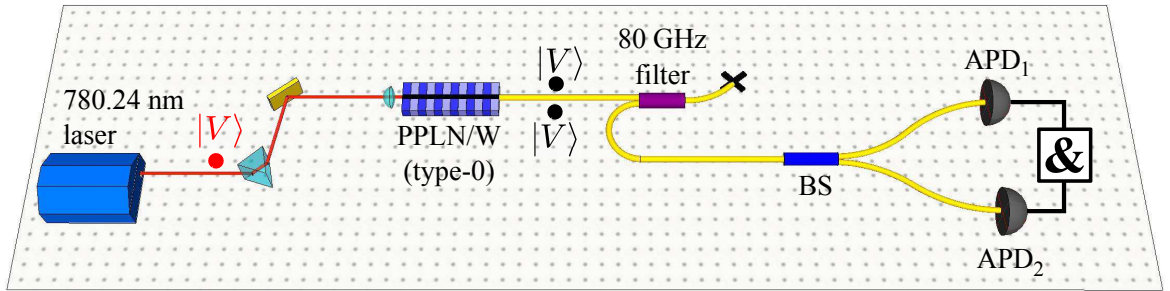 780.24 nm
laser
|V⟩
PPLN/W
(type-0)
|V⟩
|V⟩
80 GHz
filter
BS
APD₁
&
APD₂